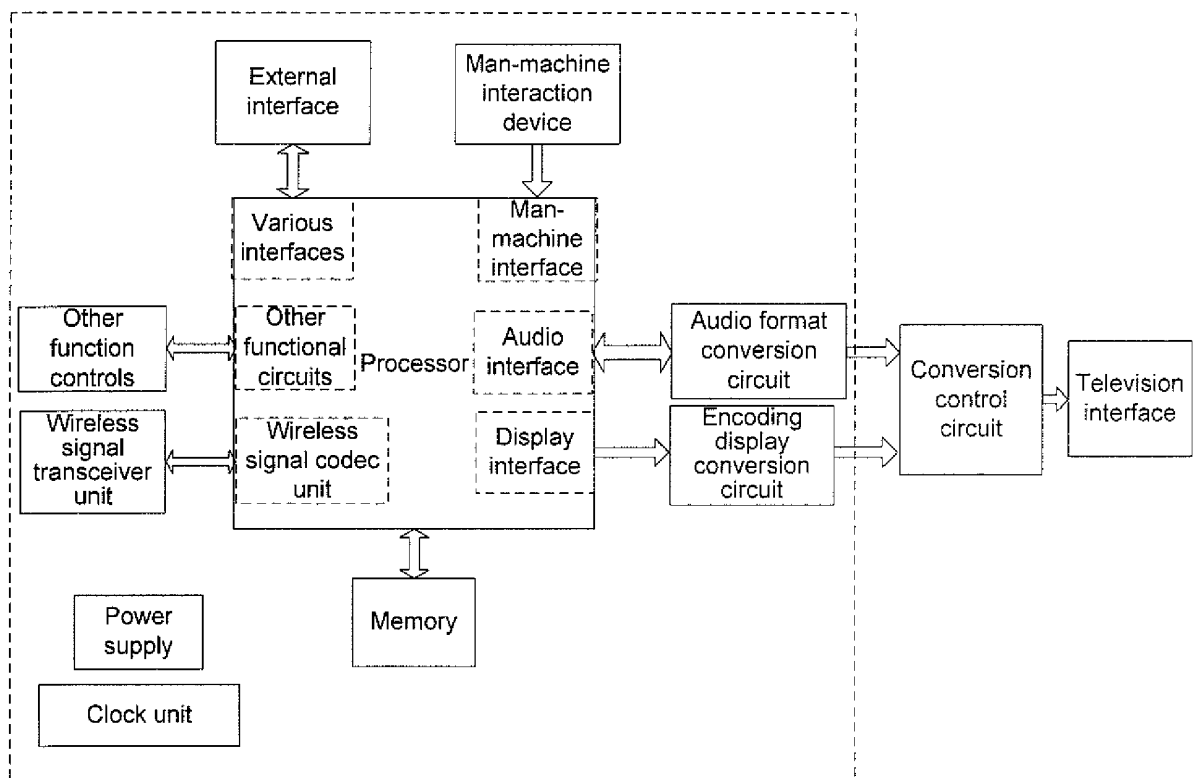 External
interface
Man-machine
interaction
device
Various
interfaces
Man-
machine
interface
Other
function
controls
Other
functional
circuits
Processor
Audio
interface
Audio format
conversion
circuit
Conversion
control
circuit
Television
interface
Wireless
signal
transceiver
unit
Wireless
signal codec
unit
Display
interface
Encoding
display
conversion
circuit
Memory
Power
supply
Clock unit